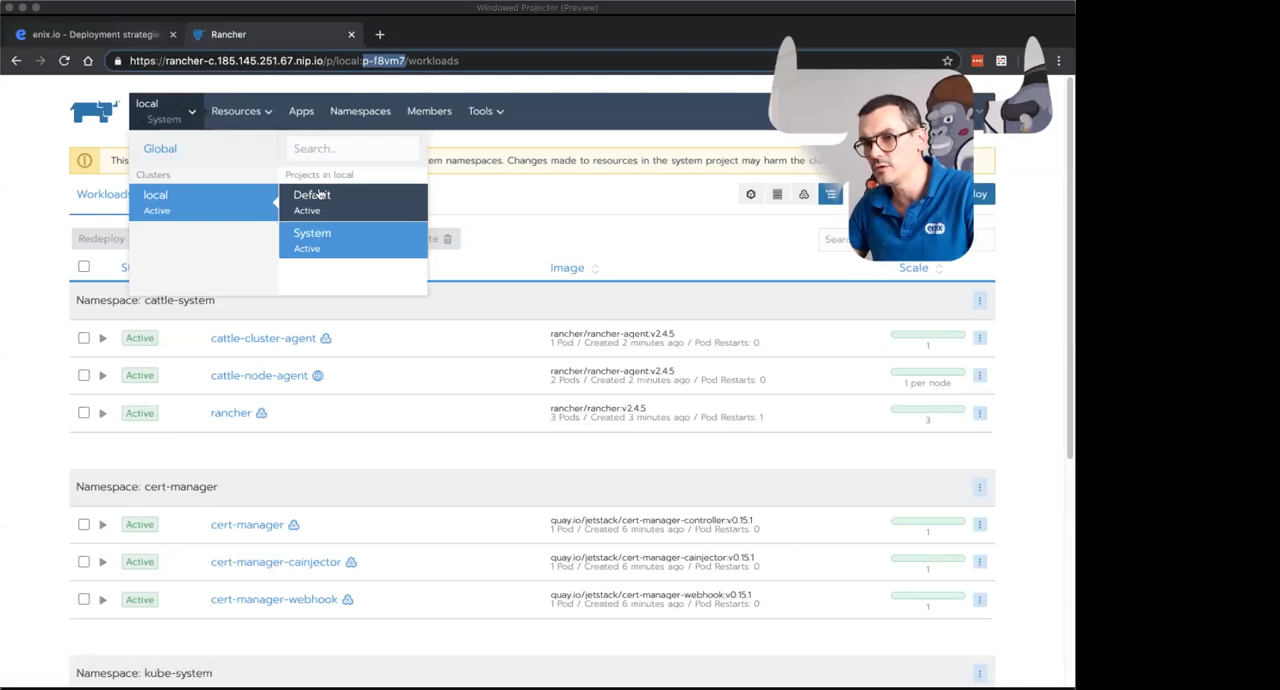 Windowed Projector (Preview)
enix.io - Deployment strategie
Rancher
https://rancher-c.185.145.251.67.nip.io/p/local:p-f8vm7/workloads
local
System
Resources
Apps
Namespaces
Members
Tools
Global
Search...
This
em namespaces. Changes made to resources in the system project may harm the clu
Clusters
Projects in local
Workloads
local
Active
Default
Active
oy
System
Active
Redeploy
te
Sear
St
Image
Scale
Namespace: cattle-system
Active
cattle-cluster-agent
rancher/rancher-agent:v2.4.5
1 Pod / Created 2 minutes ago / Pod Restarts: 0
1
Active
cattle-node-agent
rancher/rancher-agent:v2.4.5
2 Pods / Created 2 minutes ago / Pod Restarts: 0
1 per node
Active
rancher
rancher/rancher:v2.4.5
3 Pods / Created 3 minutes ago / Pod Restarts: 1
3
Namespace: cert-manager
Active
cert-manager
quay.io/jetstack/cert-manager-controller:v0.15.1
1 Pod / Created 6 minutes ago / Pod Restarts: 0
1
Active
cert-manager-cainjector
quay.io/jetstack/cert-manager-cainjector:v0.15.1
1 Pod / Created 6 minutes ago / Pod Restarts: 0
1
Active
cert-manager-webhook
quay.io/jetstack/cert-manager-webhook:v0.15.1
1 Pod / Created 6 minutes ago / Pod Restarts: 0
1
Namespace: kube-system
enix